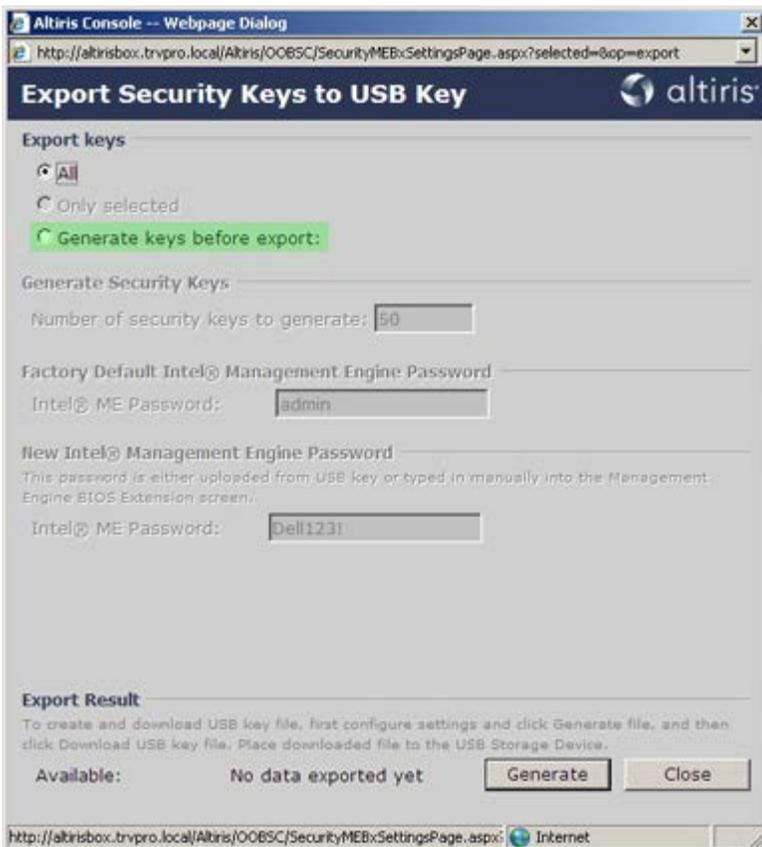 Altiris Console -- Webpage Dialog
http://altirisbox.trvpro.local/Altiris/OOBSC/SecurityMEBxSettingsPage.aspx?selected=&op=export
Export Security Keys to USB Key
altiris
Export keys
All
Only selected
Generate keys before export:
Generate Security Keys
Number of security keys to generate: 50
Factory Default Intel® Management Engine Password
Intel® ME Password: admin
New Intel® Management Engine Password
This password is either uploaded from USB key or typed in manually into the Management
Engine BIOS Extension screen.
Intel® ME Password: Dell123!
Export Result
To create and download USB key file, first configure settings and click Generate file, and then
click Download USB key file. Place downloaded file to the USB Storage Device.
Available: No data exported yet Generate Close
http://altirisbox.trvpro.local/Altiris/OOBSC/SecurityMEBxSettingsPage.aspx? Internet